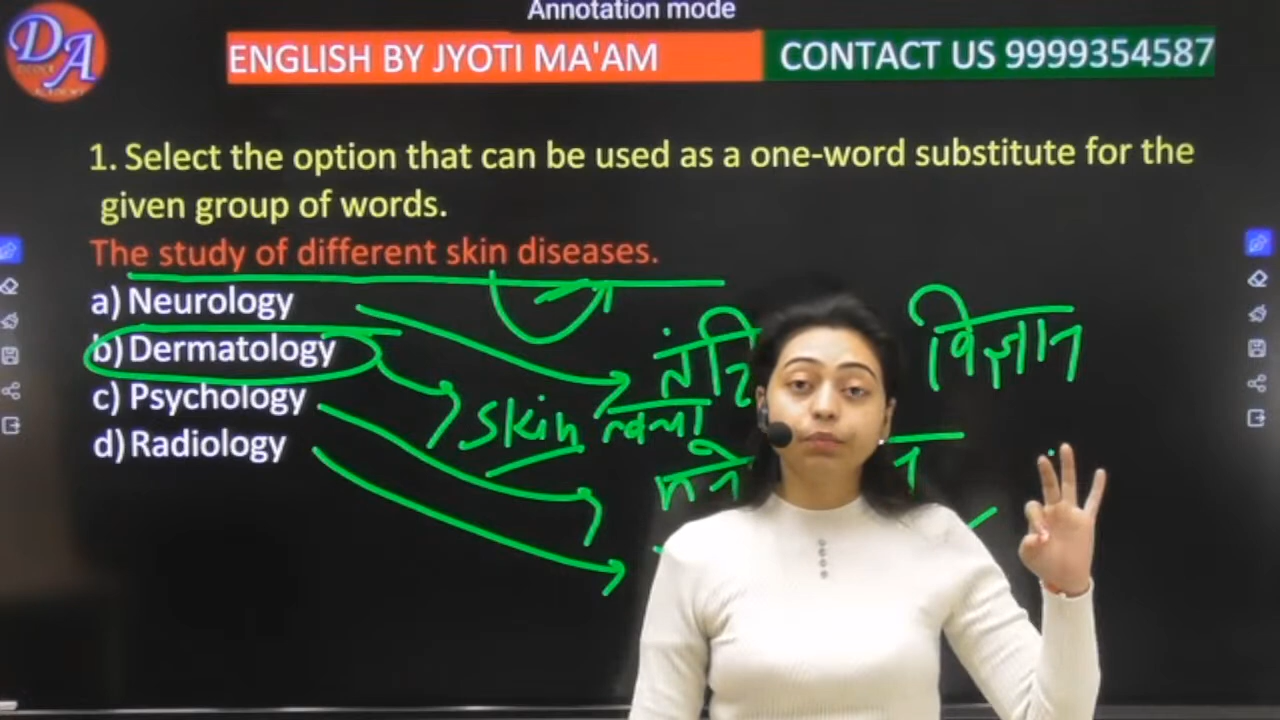 Annotation mode
DA
ENGLISH BY JYOTI MA'AM
CONTACT US 9999354587
1. Select the option that can be used as a one-word substitute for the
given group of words.
The study of different skin diseases.
a) Neurology
b) Dermatology
c) Psychology
d) Radiology
विज्ञान
skin त्वचा